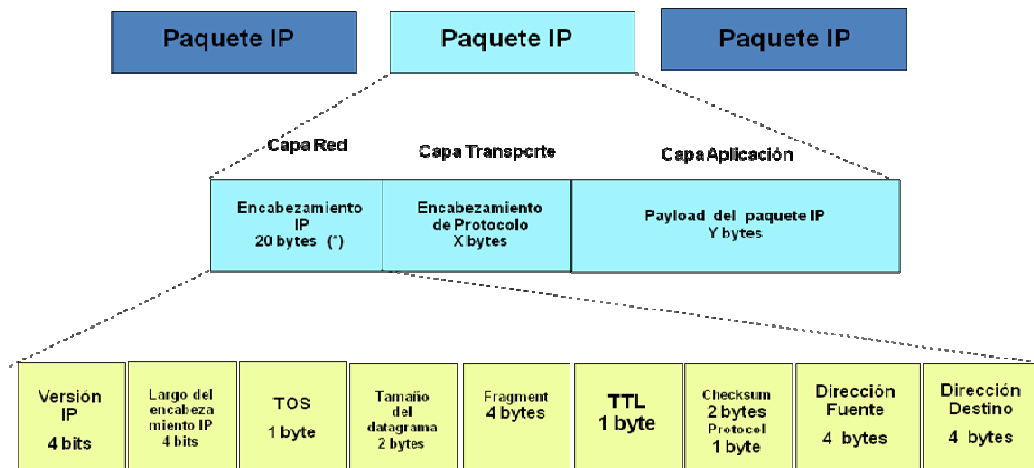 Paquete IP
Paquete IP
Paquete IP
Capa Red
Capa Transporte
Capa Aplicación
Encabezamiento
IP
20 bytes (*)
Encabezamiento
de Protocolo
X bytes
Payload del paquete IP
Y bytes
Versión
IP
4 bits
Largo del
encabeza
miento IP
4 bits
TOS
1 byte
Tamaño
del
datagrama
2 bytes
Fragment
4 bytes
TTL
1 byte
Checksum
2 bytes
Protocol
1 byte
Dirección
Fuente
4 bytes
Dirección
Destino
4 bytes